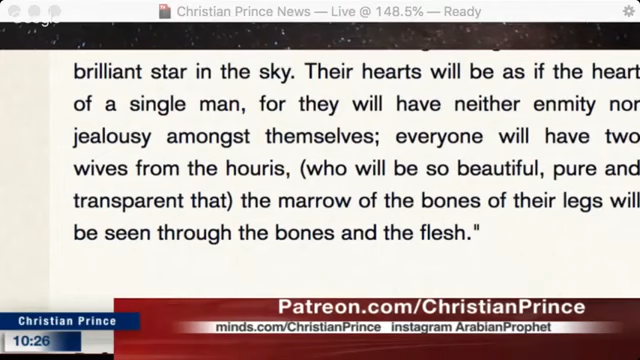 Christian Prince News — Live @ 148.5% — Ready
brilliant star in the sky. Their hearts will be as if the heart
of a single man, for they will have neither enmity nor
jealousy amongst themselves; everyone will have two
wives from the houris, (who will be so beautiful, pure and
transparent that) the marrow of the bones of their legs will
be seen through the bones and the flesh."
Patreon.com/ChristianPrince
Christian Prince
minds.com/ChristianPrince instagram ArabianProphet
10:26